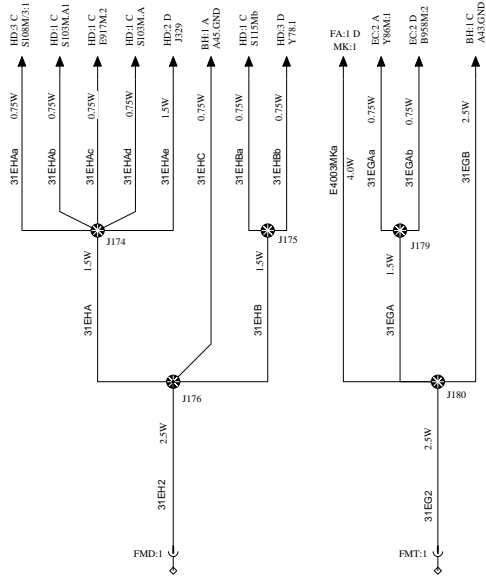 HD:3 C
S108M/3:1
HD:1 C
S103M.A1
HD:1 C
E917M.2
HD:1 C
S103M.A
HD:2 D
J329
BH:1 A
A45.GND
HD:1 C
S115Mb
HD:3 D
Y78.1
FA:1 D
MK:1
EC:2 A
Y86M:1
EC:2 D
B958M:2
BH:1 C
A43.GND
0.75W
0.75W
0.75W
0.75W
1.5W
0.75W
0.75W
0.75W
4.0W
0.75W
0.75W
2.5W
31EHAa
31EHAb
31EHAc
31EHAd
31EHAe
31EHC
31EHBa
31EHBb
E4003MKa
31EGAa
31EGAb
31EGB
J174
J175
J179
1.5W
1.5W
1.5W
31EHA
31EHB
31EGA
J176
J180
2.5W
2.5W
31EH2
31EG2
FMD:1
FMT:1